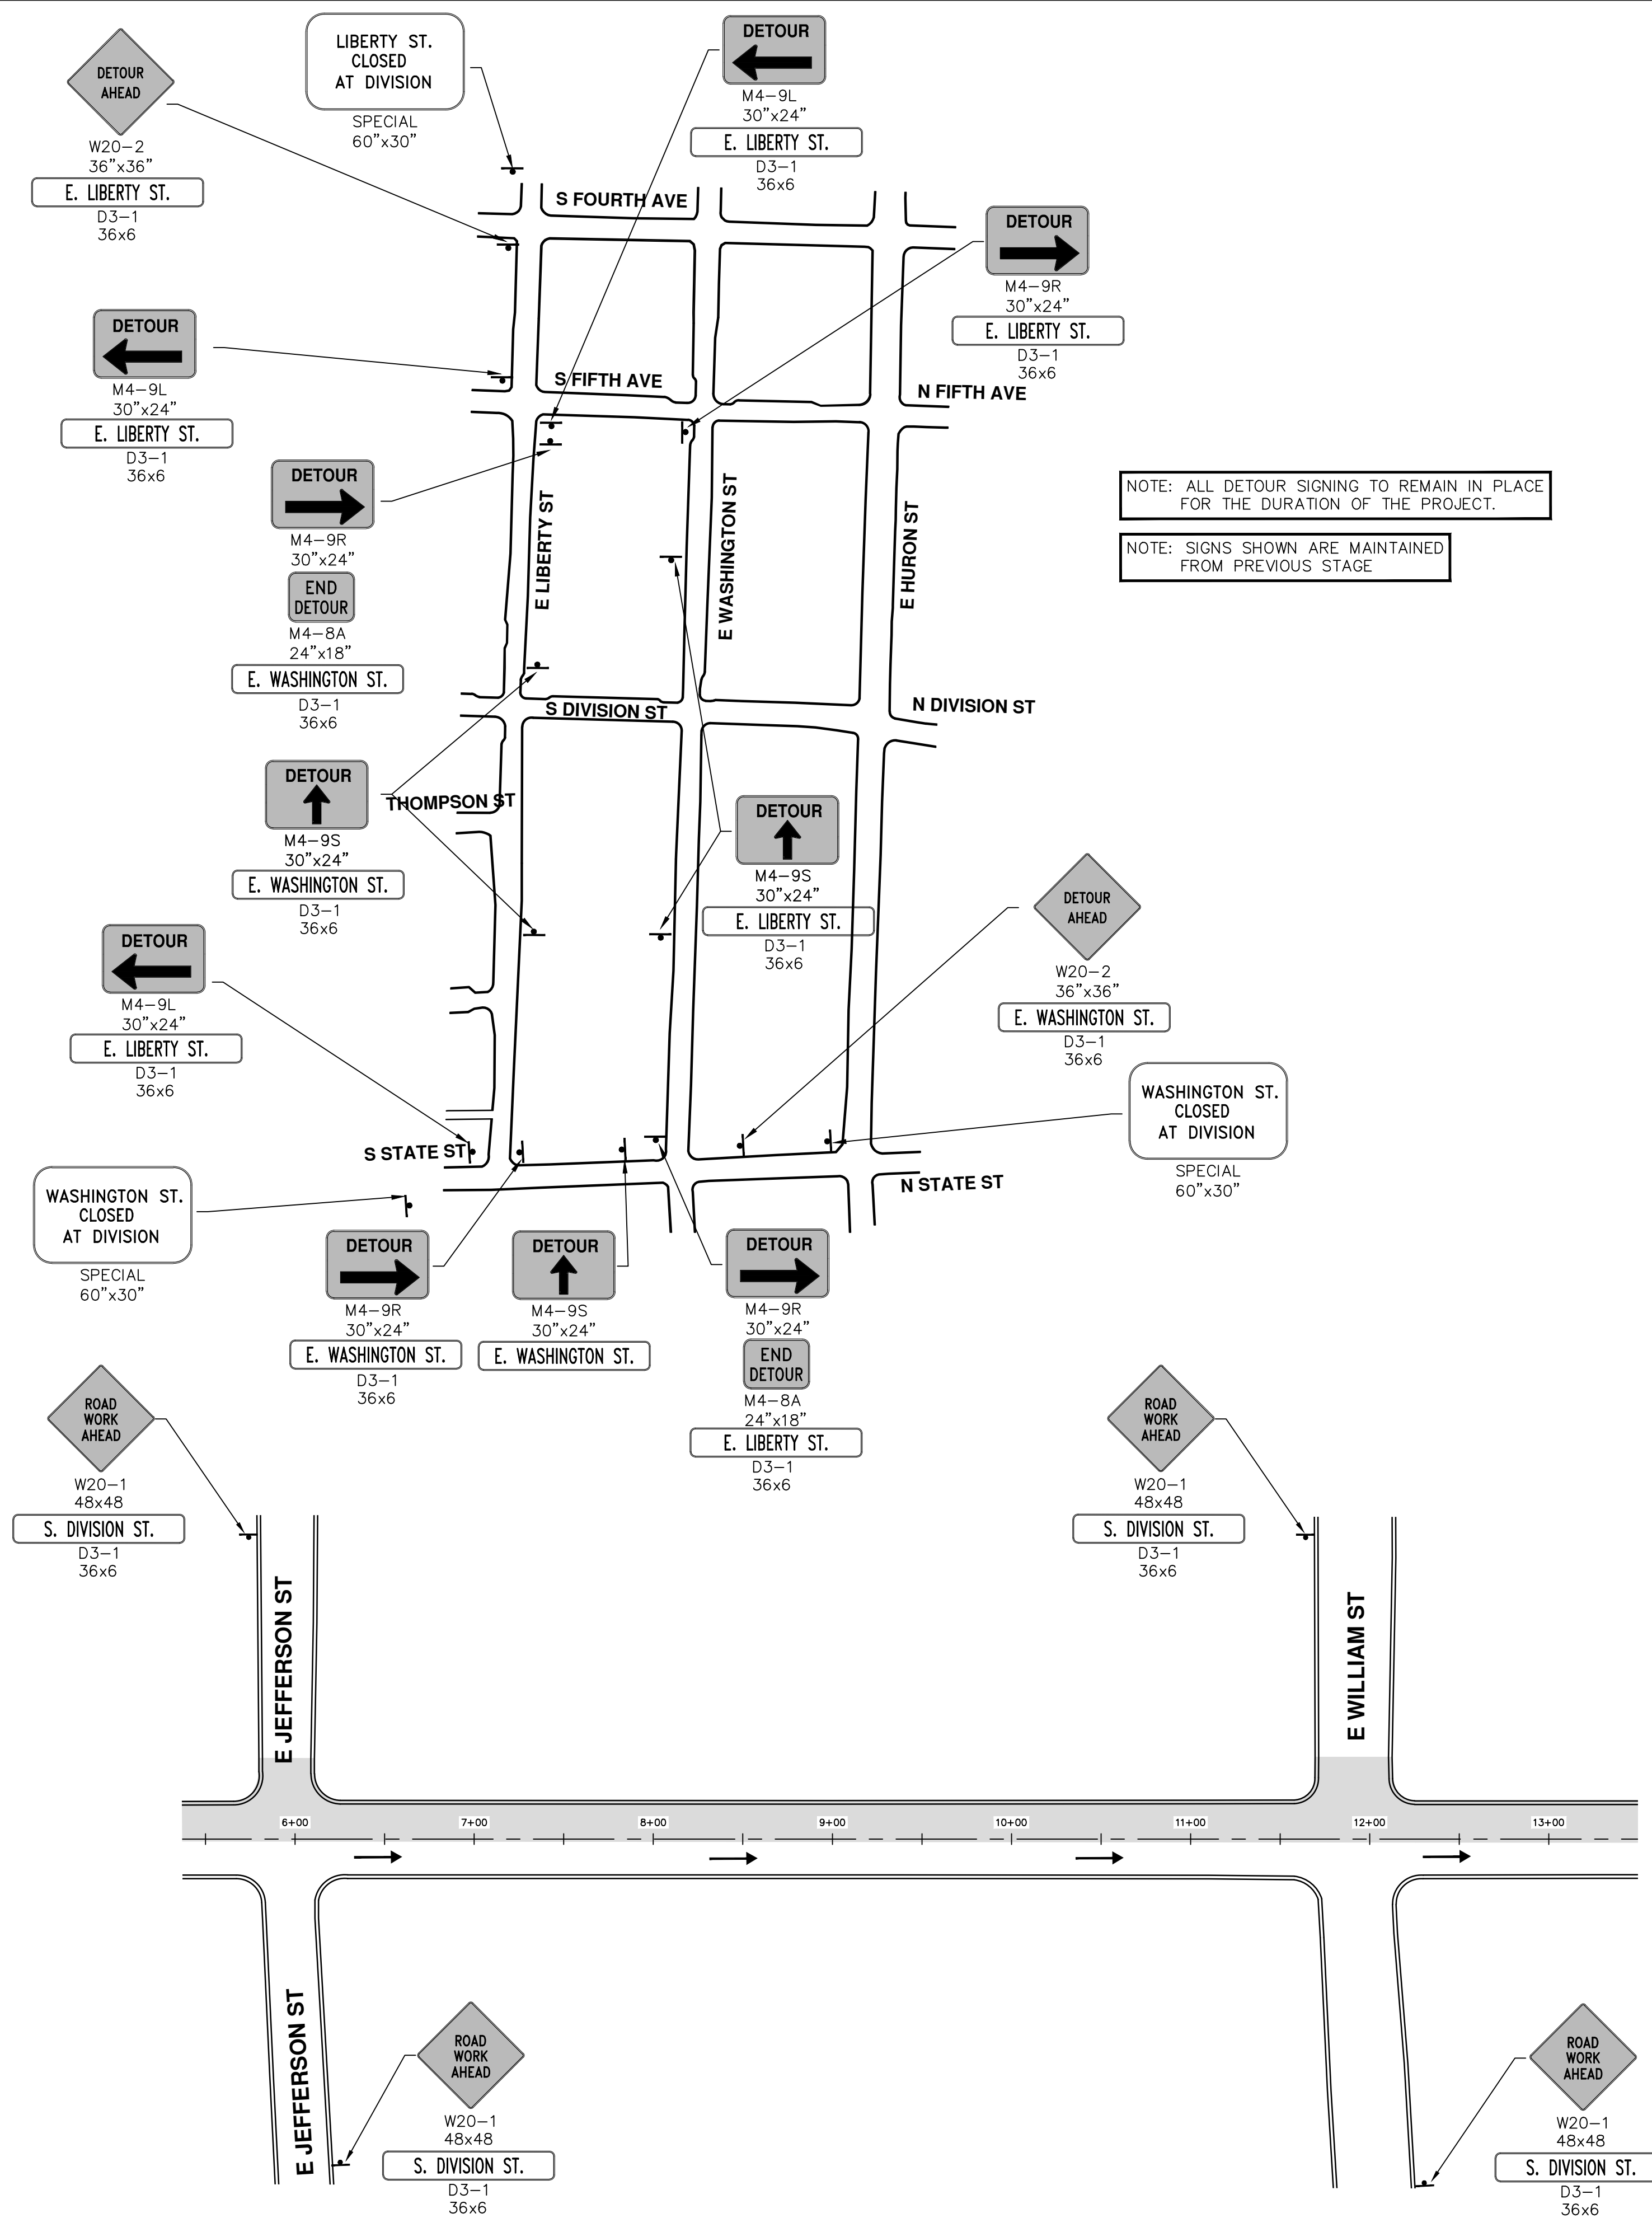 DETOUR
AHEAD
W20-2
36"x36"
E. LIBERTY ST.
D3-1
36x6
LIBERTY ST.
CLOSED
AT DIVISION
SPECIAL
60"x30"
DETOUR
M4-9L
30"x24"
E. LIBERTY ST.
D3-1
36x6
S FOURTH AVE
DETOUR
M4-9R
30"x24"
E. LIBERTY ST.
D3-1
36x6
DETOUR
M4-9L
30"x24"
E. LIBERTY ST.
D3-1
36x6
S FIFTH AVE
N FIFTH AVE
DETOUR
M4-9R
30"x24"
END
DETOUR
M4-8A
24"x18"
E. WASHINGTON ST.
D3-1
36x6
E LIBERTY ST
E WASHINGTON ST
E HURON ST
NOTE: ALL DETOUR SIGNING TO REMAIN IN PLACE
FOR THE DURATION OF THE PROJECT.
NOTE: SIGNS SHOWN ARE MAINTAINED
FROM PREVIOUS STAGE
S DIVISION ST
N DIVISION ST
DETOUR
M4-9S
30"x24"
E. WASHINGTON ST.
D3-1
36x6
THOMPSON ST
DETOUR
M4-9S
30"x24"
E. LIBERTY ST.
D3-1
36x6
DETOUR
AHEAD
W20-2
36"x36"
E. WASHINGTON ST.
D3-1
36x6
DETOUR
M4-9L
30"x24"
E. LIBERTY ST.
D3-1
36x6
WASHINGTON ST.
CLOSED
AT DIVISION
SPECIAL
60"x30"
S STATE ST
N STATE ST
WASHINGTON ST.
CLOSED
AT DIVISION
SPECIAL
60"x30"
DETOUR
M4-9R
30"x24"
E. WASHINGTON ST.
D3-1
36x6
DETOUR
M4-9S
30"x24"
E. WASHINGTON ST.
DETOUR
M4-9R
30"x24"
END
DETOUR
M4-8A
24"x18"
E. LIBERTY ST.
D3-1
36x6
ROAD
WORK
AHEAD
W20-1
48x48
S. DIVISION ST.
D3-1
36x6
ROAD
WORK
AHEAD
W20-1
48x48
S. DIVISION ST.
D3-1
36x6
E JEFFERSON ST
E WILLIAM ST
6+00 7+00 8+00 9+00 10+00 11+00 12+00 13+00
E JEFFERSON ST
ROAD
WORK
AHEAD
W20-1
48x48
S. DIVISION ST.
D3-1
36x6
ROAD
WORK
AHEAD
W20-1
48x48
S. DIVISION ST.
D3-1
36x6